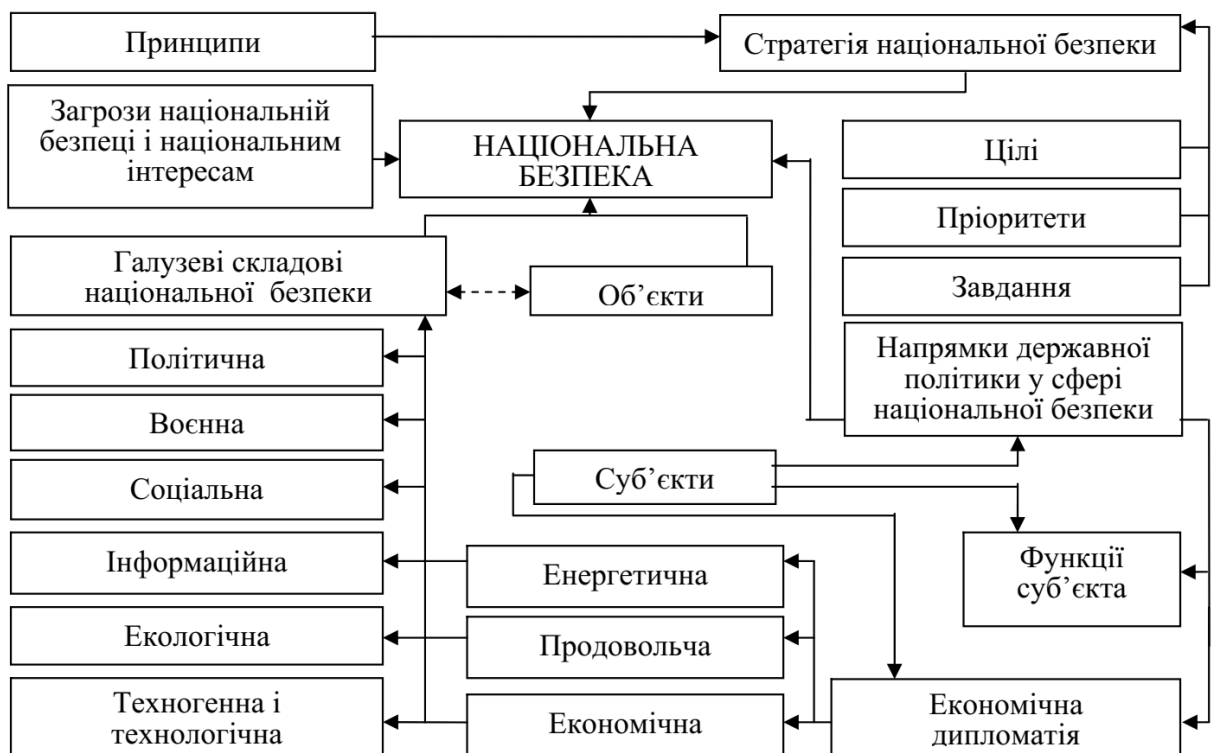 Принципи
Стратегія національної безпеки
Загрози національній
безпеці і національним
інтересам
НАЦІОНАЛЬНА
БЕЗПЕКА
Цілі
Пріоритети
Галузеві складові
національної безпеки
Об’єкти
Завдання
Політична
Напрямки державної
політики у сфері
національної безпеки
Воєнна
Соціальна
Суб’єкти
Інформаційна
Енергетична
Функції
суб’єкта
Екологічна
Продовольча
Техногенна і
технологічна
Економічна
Економічна
дипломатія